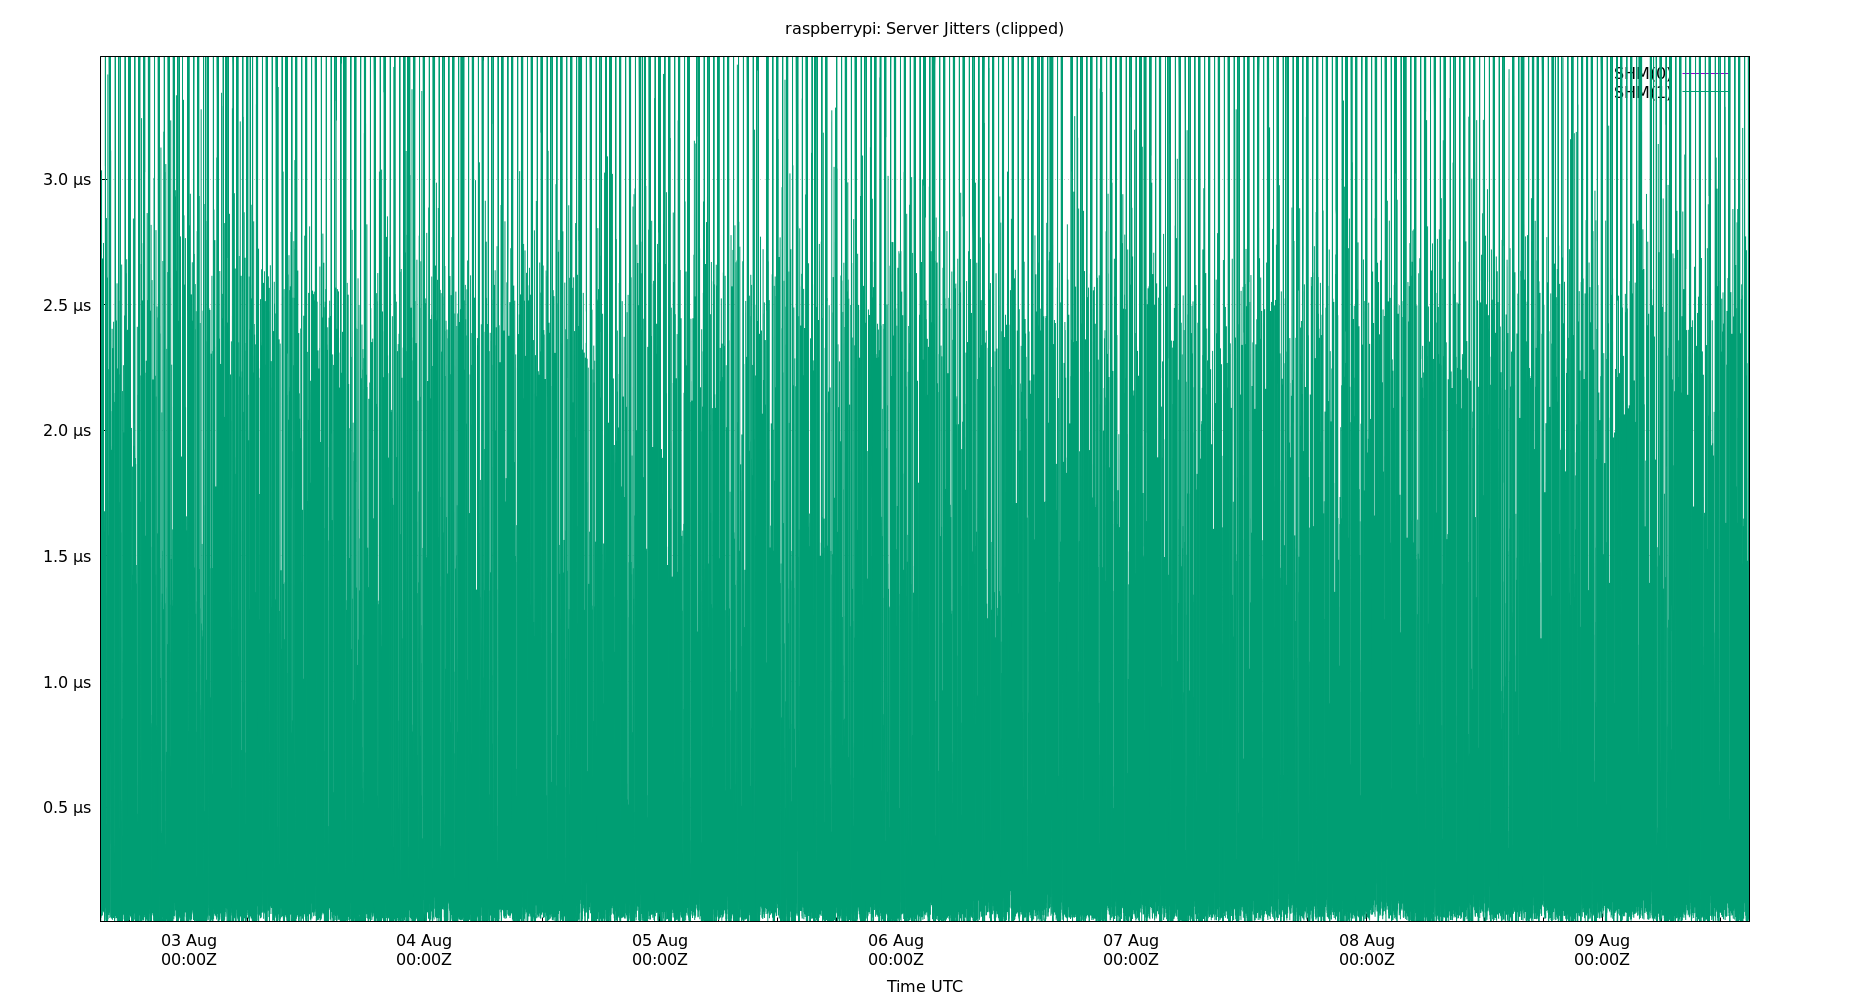 raspberrypi: Server Jitters (clipped)
SHM(0)
SHM(1)
3.0 µs
2.5 µs
2.0 µs
1.5 µs
1.0 µs
0.5 µs
03 Aug 04 Aug 05 Aug 06 Aug 07 Aug 08 Aug 09 Aug
00:00Z 00:00Z 00:00Z 00:00Z 00:00Z 00:00Z 00:00Z
Time UTC